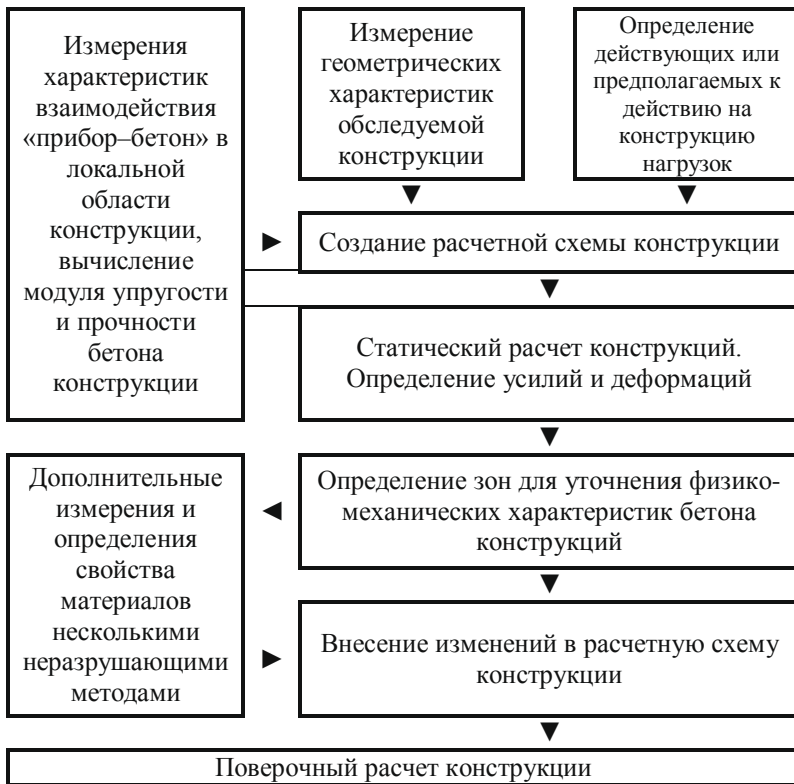 Измерения
характеристик
взаимодействия
«прибор–бетон» в
локальной
области
конструкции,
вычисление
модуля упругости
и прочности
бетона
конструкции
Измерение
геометрических
характеристик
обследуемой
конструкции
Определение
действующих или
предполагаемых к
действию на
конструкцию
нагрузок
Создание расчетной схемы конструкции
Статический расчет конструкций.
Определение усилий и деформаций
Определение зон для уточнения физико-
механических характеристик бетона
конструкций
Дополнительные
измерения и
определения
свойства
материалов
несколькими
неразрушающими
методами
Внесение изменений в расчетную схему
конструкции
Поверочный расчет конструкции